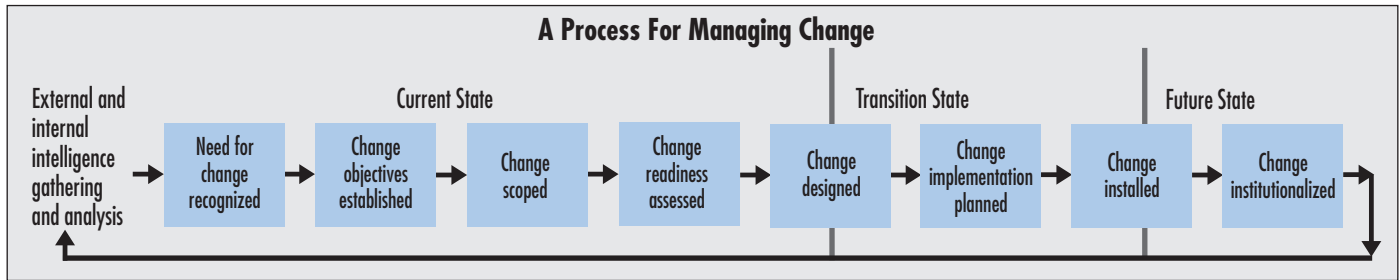 A Process For Managing Change
Current State
Transition State
Future State
External and
internal
intelligence
gathering
and analysis
Need for
change
recognized
Change
objectives
established
Change
scoped
Change
readiness
assessed
Change
designed
Change
implementation
planned
Change
installed
Change
institutionalized